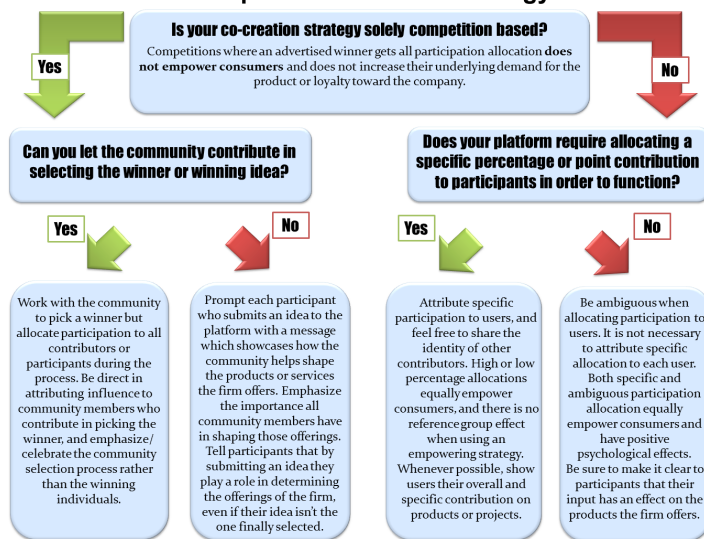 Is your co-creation strategy solely competition based?
Competitions where an advertised winner gets all participation allocation does
not empower consumers and does not increase their underlying demand for the
product or loyalty toward the company.
Yes
No
Can you let the community contribute in
selecting the winner or winning idea?
Does your platform require allocating a
specific percentage or point contribution
to participants in order to function?
Yes
No
Yes
No
Work with the community
to pick a winner but
allocate participation to all
contributors or
participants during the
process. Be direct in
attributing influence to
community members who
contribute in picking the
winner, and emphasize/
celebrate the community
selection process rather
than the winning
individuals.
Prompt each participant
who submits an idea to the
platform with a message
which showcases how the
community helps shape
the products or services
the firm offers. Emphasize
the importance all
community members have
in shaping those offerings.
Tell participants that by
submitting an idea they
play a role in determining
the offerings of the firm,
even if their idea isn't the
one finally selected.
Attribute specific
participation to users, and
feel free to share the
identity of other
contributors. High or low
percentage allocations
equally empower
consumers, and there is no
reference group effect
when using an
empowering strategy.
Whenever possible, show
users their overall and
specific contribution on
products or projects.
Be ambiguous when
allocating participation to
users. It is not necessary
to attribute specific
allocation to each user.
Both specific and
ambiguous participation
allocation equally
empower consumers and
have positive
psychological effects.
Be sure to make it clear to
participants that their
input has an effect on the
products the firm offers.